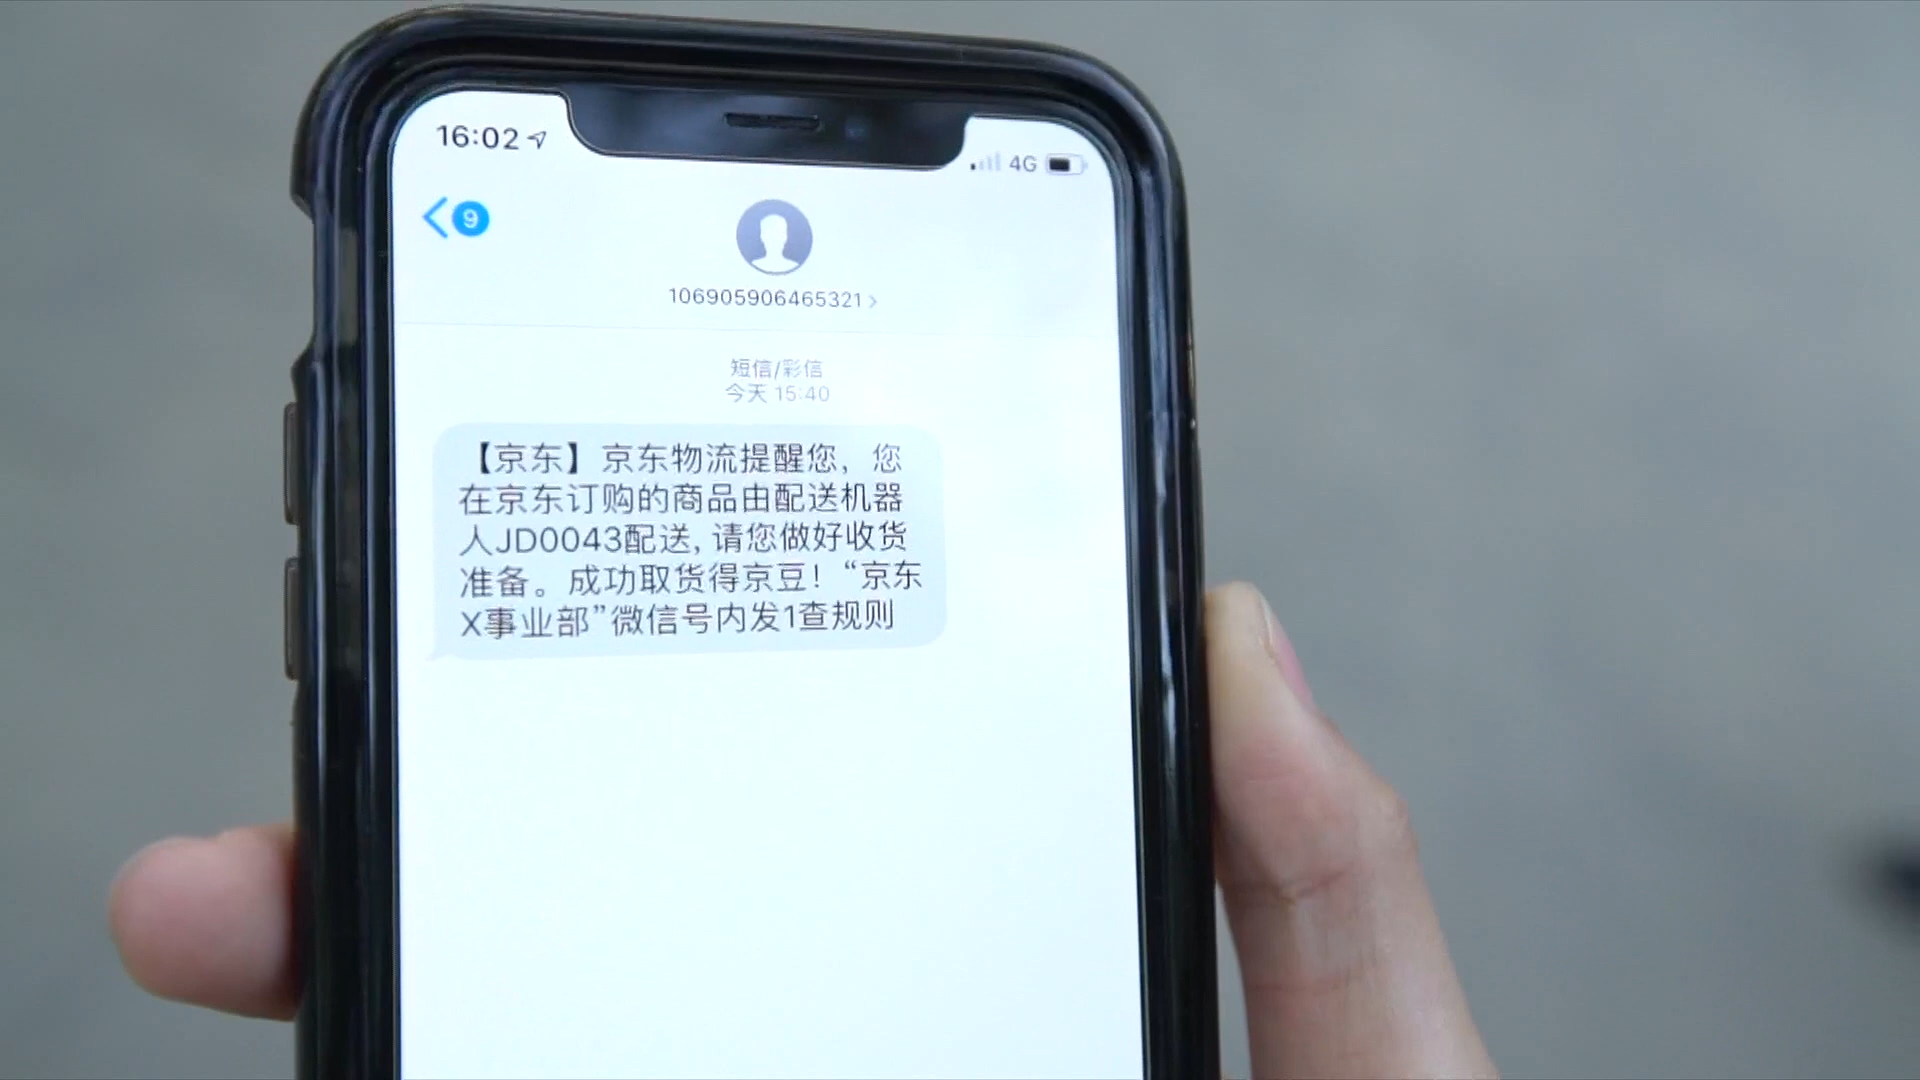 16:02
4G
9
106905906465321
短信/彩信
今天 15:40
【京东】京东物流提醒您，您
在京东订购的商品由配送机器
人JD0043配送, 请您做好收货
准备。成功取货得京豆！“京东
X事业部”微信号内发1查规则